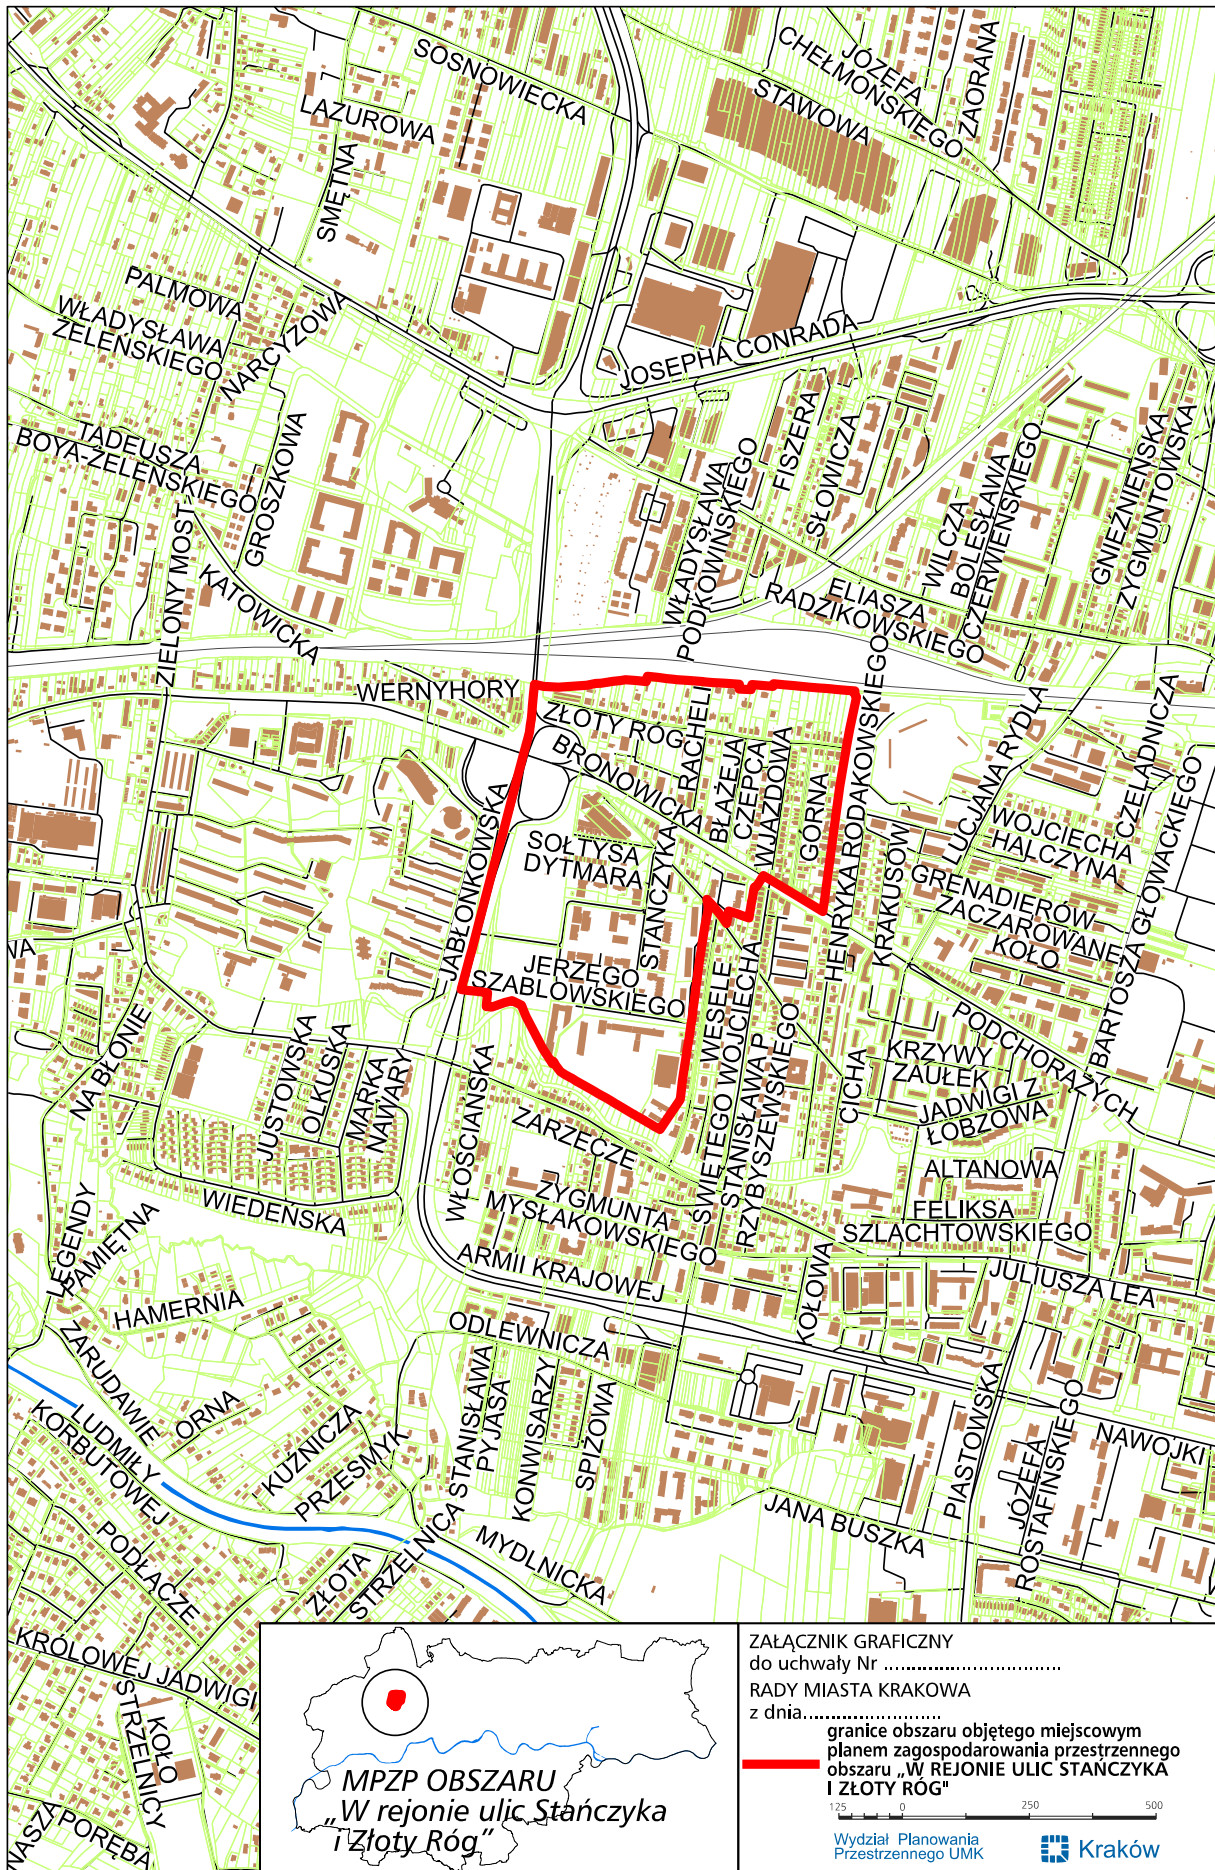 SOSNOWIECKA
JÓZEFA
CHEŁMOŃSKIEGO
ZAORANA
STAWOWA
LAZUROWA
SMĘTNA
PALMOWA
WŁADYSŁAWA
ŻELEŃSKIEGO
NARCYZOWA
JOSEPHA CONRADA
TADEUSZA
BOYA-ŻELEŃSKIEGO
GROSZKOWA
FISZERA
SŁOWICZA
WŁADYSŁAWA
PODKOWIŃSKIEGO
WILCZA
BOLESŁAWA
CZERWIEŃSKIEGO
GNIEŹNIEŃSKA
ZYGMUNTOWSKA
ZIELONY MOST
KATOWICKA
ELIASZA
RADZIKOWSKIEGO
WERNYHORY
ZŁOTY RÓG
RACHELI
BRONOWICKA
BŁAŻEJA
CZEPCA
WJAZDOWA
GÓRNA
HENRYKA RODAKOWSKIEGO
LUCJANA RYDLA
CZELADNICZA
JABŁONKOWSKA
SOŁTYSA
DYTMARA
STAŃCZYKA
KRAKUSÓW
WOJCIECHA
HALCZYNA
GRENADIERÓW
ZACZAROWANE
KOŁO
BARTOSZA GŁOWACKIEGO
WA
JERZEGO
SZABLOWSKIEGO
WESELE
ŚWIĘTEGO WOJCIECHA
STANISŁAWA P
RZYBYSZEWSKIEGO
PODCHORĄŻYCH
NA BŁONIE
JUSTOWSKA
OLKUSKA
MARKA
NAWARY
WŁOŚCIAŃSKA
CICHA
KRZYWY
ZAUŁEK
JADWIGI Z
ŁOBZOWA
ZARZECZE
ALTANOWA
WIEDEŃSKA
ZYGMUNTA
MYSŁAKOWSKIEGO
FELIKSA
SZLACHTOWSKIEGO
LEGENDY
PAMIĘTNA
ARMII KRAJOWEJ
KOŁOWA
JULIUSZA LEA
HAMERNIA
ODLEWNICZA
ZARUDAWIE
ORNA
KUŹNICZA
PRZESMYK
STANISŁAWA
PYJASA
KONWISARZY
SPIŻOWA
PIASTOWSKA
JÓZEFA
ROSTAFIŃSKIEGO
NAWOJKI
LUDMIŁY
KORBUTOWEJ
JANA BUSZKA
PODŁĄCZE
ZŁOTA
STRZELNICA
MYDLNICKA
KRÓLOWEJ JADWIGI
KOŁO
STRZELNICY
NASZA
PORĘBA
MPZP OBSZARU
„W rejonie ulic Stańczyka
i Złoty Róg”
ZAŁĄCZNIK GRAFICZNY
do uchwały Nr .................................
RADY MIASTA KRAKOWA
z dnia.........................
granice obszaru objętego miejscowym
planem zagospodarowania przestrzennego
obszaru „W REJONIE ULIC STAŃCZYKA
I ZŁOTY RÓG"
125 0 250 500
Wydział Planowania
Przestrzennego UMK
Kraków